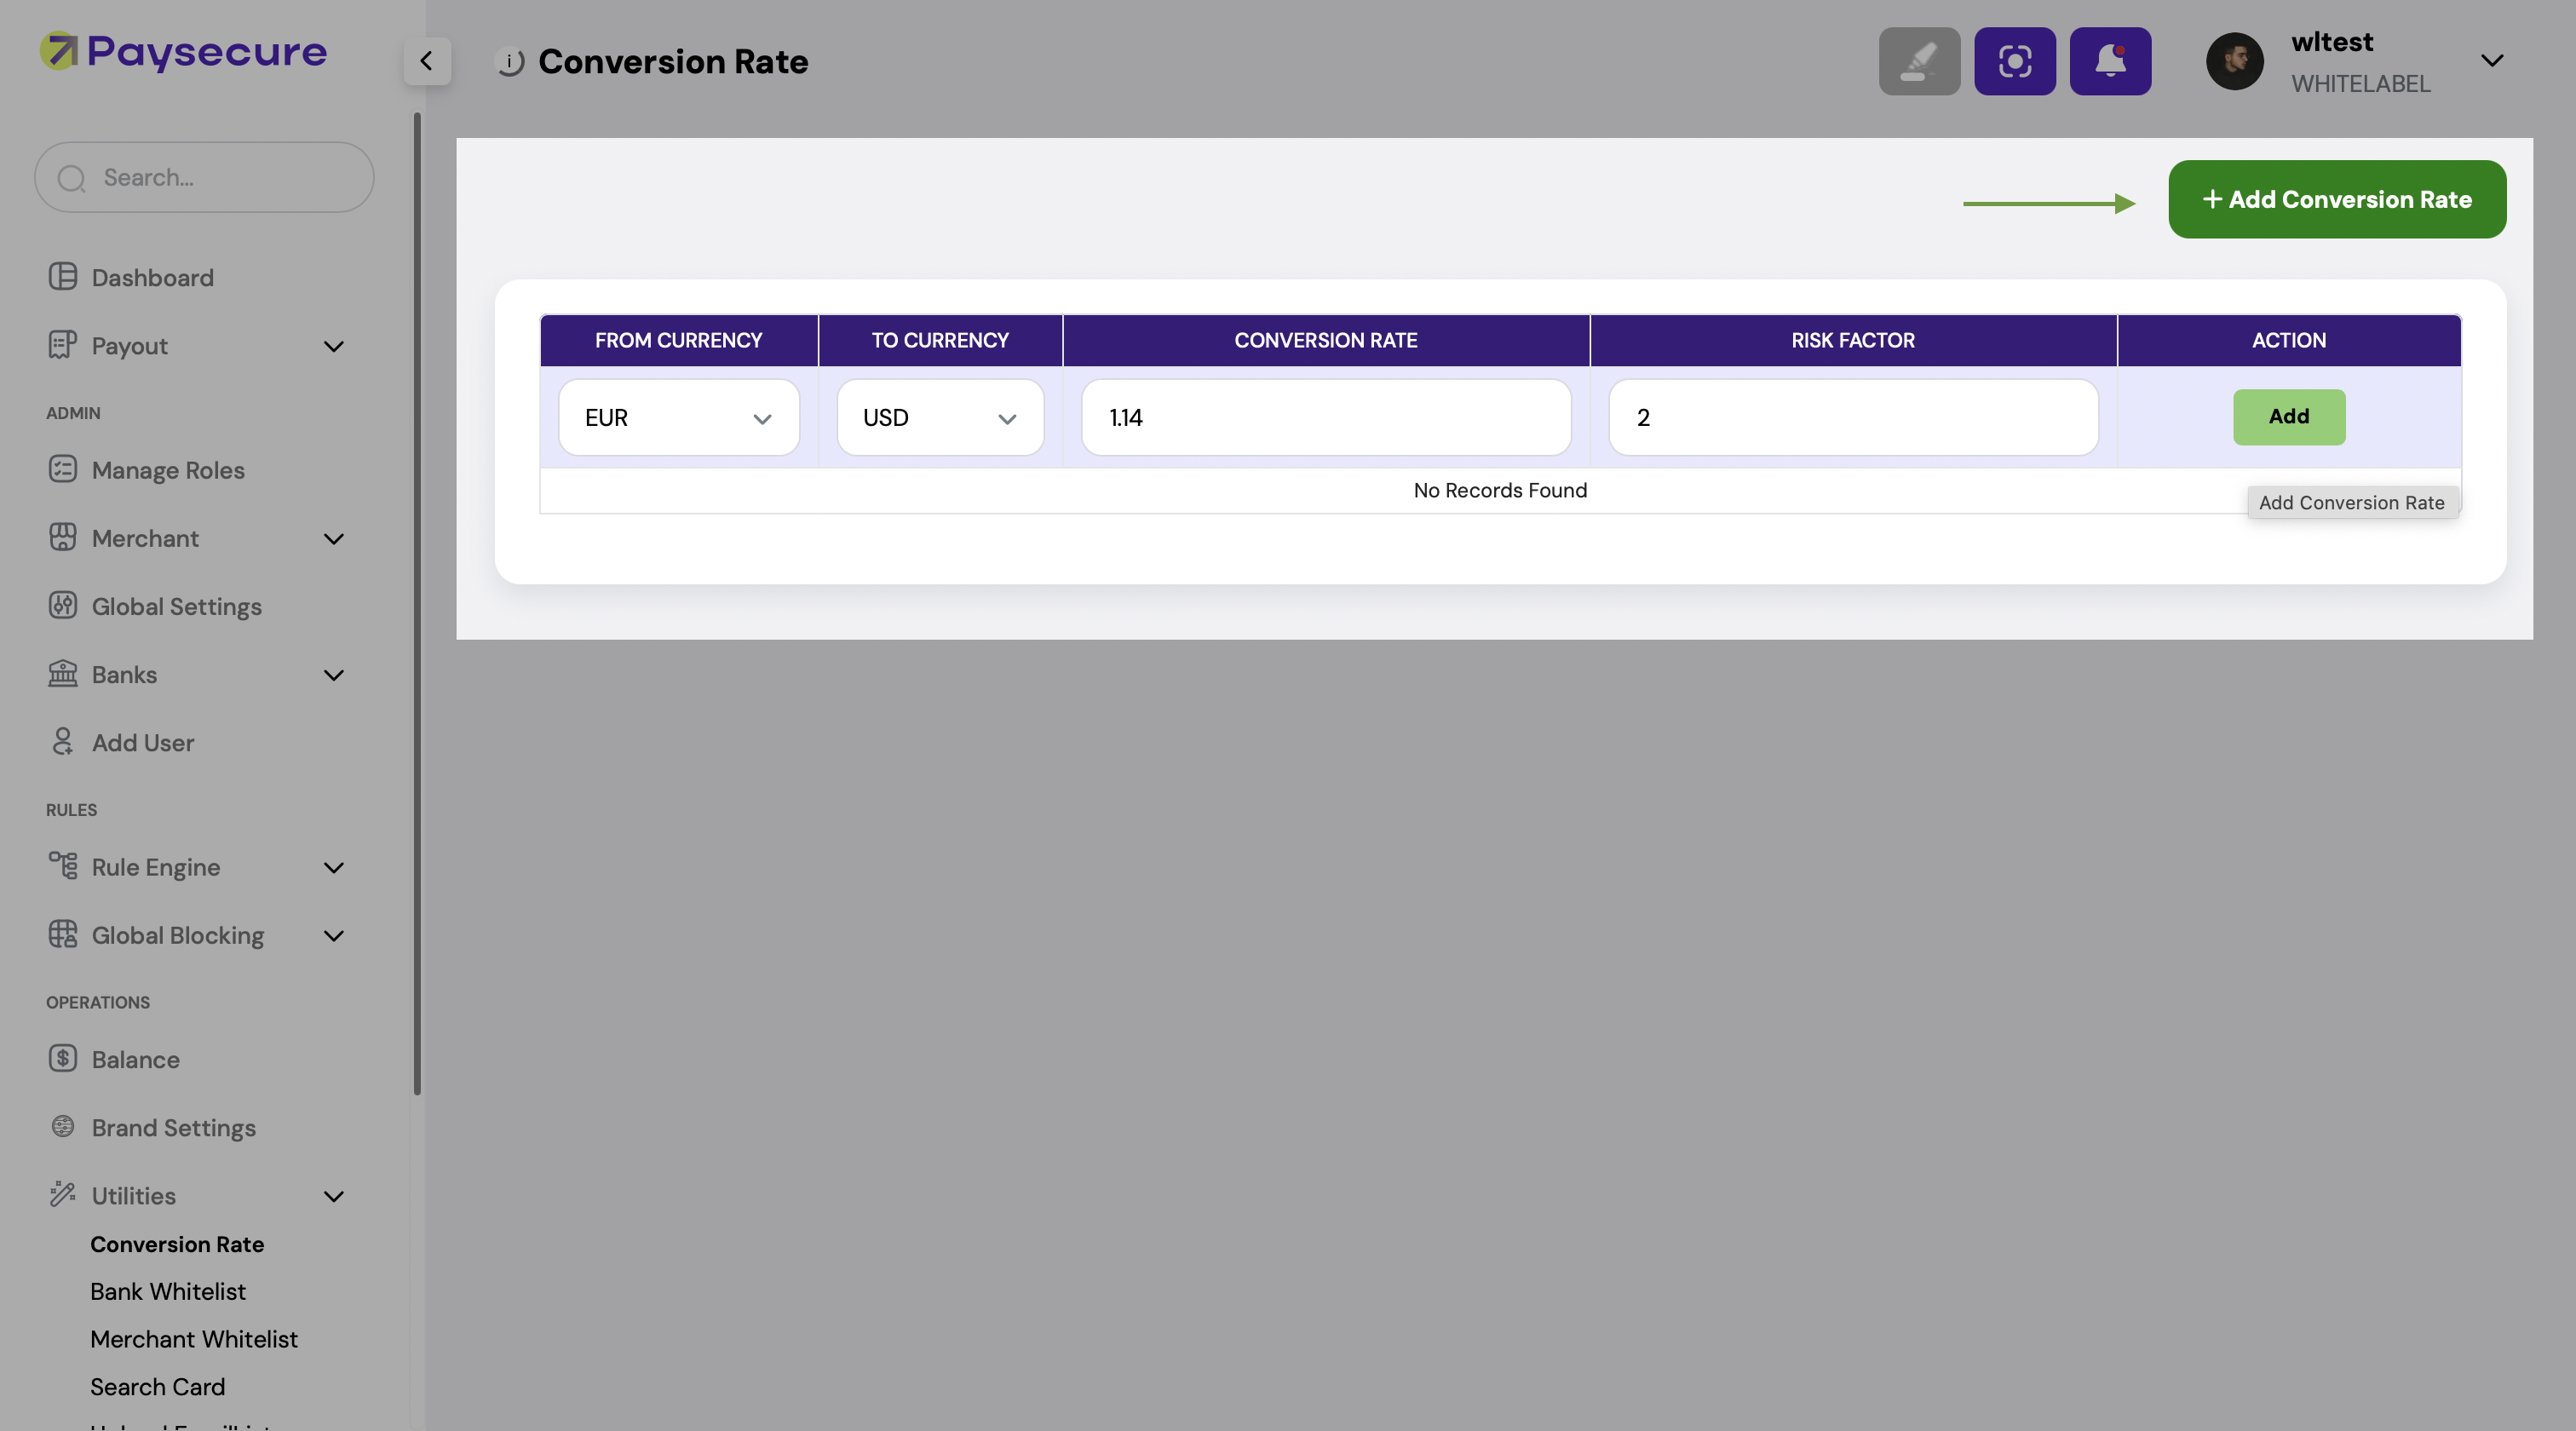 Paysecure
Conversion Rate
wltest
WHITELABEL
Search...
Dashboard
Payout
ADMIN
Manage Roles
Merchant
Global Settings
Banks
Add User
RULES
Rule Engine
Global Blocking
OPERATIONS
Balance
Brand Settings
Utilities
Conversion Rate
Bank Whitelist
Merchant Whitelist
Search Card
+ Add Conversion Rate
FROM CURRENCY TO CURRENCY CONVERSION RATE RISK FACTOR ACTION
EUR USD 1.14 2 Add
No Records Found
Add Conversion Rate